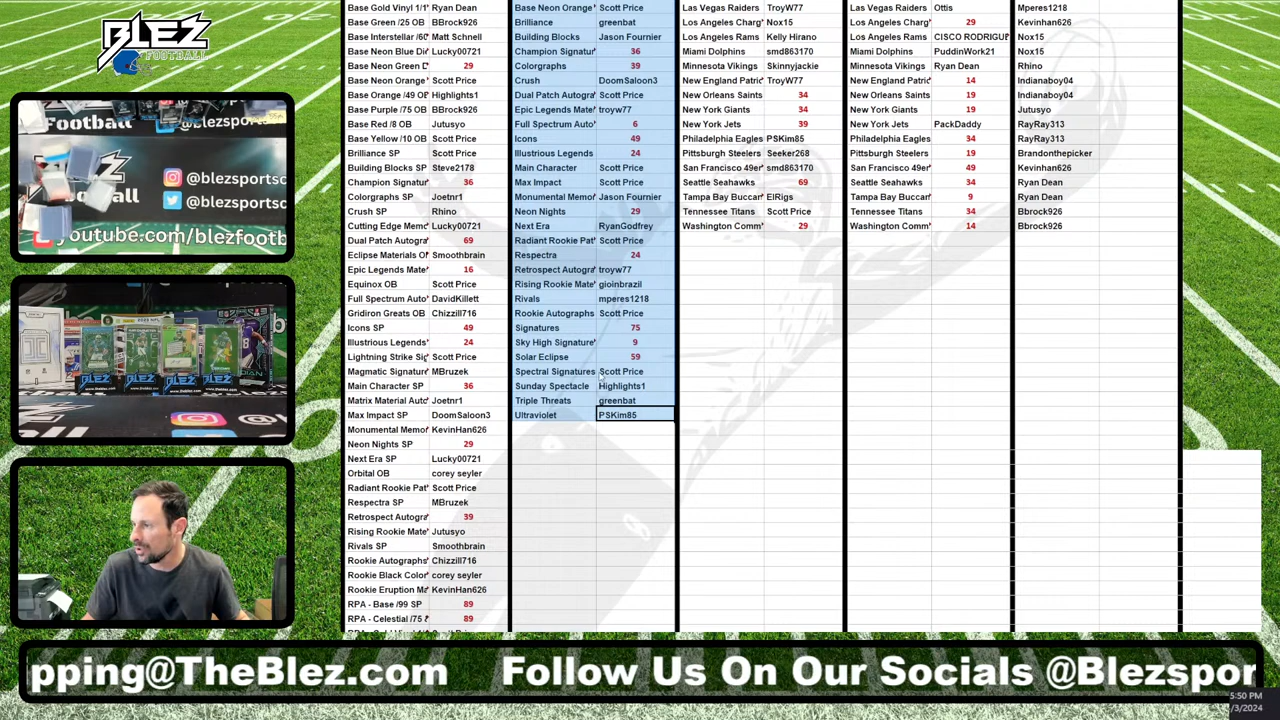 BLEZ
FOOTBALL
Football @blezsports
@blezsportsc
@blezsports
youtube.com/blezfootb
Base Gold Vinyl 1/1 Ryan Dean
Base Green /25 OB BBrock926
Base Interstellar /60 Matt Schnell
Base Neon Blue Di Lucky00721
Base Neon Green D 29
Base Neon Orange Scott Price
Base Orange /49 OB Highlights1
Base Purple /75 OB BBrock926
Base Red /8 OB Jutusyo
Base Yellow /10 OB Scott Price
Brilliance SP Scott Price
Building Blocks SP Steve2178
Champion Signatur 36
Colorgraphs SP Joetnr1
Crush SP Rhino
Cutting Edge Memo Lucky00721
Dual Patch Autogra 69
Eclipse Materials OB Smoothbrain
Epic Legends Mate 16
Equinox OB Scott Price
Full Spectrum Auto DavidKillett
Gridiron Greats OB Chizzill716
Icons SP 49
Illustrious Legends 24
Lightning Strike Sig Scott Price
Magmatic Signatur MBruzek
Main Character SP 36
Matrix Material Auto Joetnr1
Max Impact SP DoomSaloon3
Monumental Memor KevinHan626
Neon Nights SP 29
Next Era SP Lucky00721
Orbital OB corey seyler
Radiant Rookie Pat Scott Price
Respectra SP MBruzek
Retrospect Autogra 39
Rising Rookie Mate Jutusyo
Rivals SP Smoothbrain
Rookie Autographs Chizzill716
Rookie Black Color corey seyler
Rookie Eruption Ma KevinHan626
RPA - Base /99 SP 89
RPA - Celestial /75 89
Base Neon Orange Scott Price
Brilliance greenbat
Building Blocks Jason Fournier
Champion Signatur 36
Colorgraphs 39
Crush DoomSaloon3
Dual Patch Autogra Scott Price
Epic Legends Mate troyw77
Full Spectrum Auto 6
Icons 49
Illustrious Legends 24
Main Character Scott Price
Max Impact Scott Price
Monumental Memor Jason Fournier
Neon Nights 29
Next Era RyanGodfrey
Radiant Rookie Pat Scott Price
Respectra 24
Retrospect Autogra troyw77
Rising Rookie Mate gioinbrazil
Rivals mperes1218
Rookie Autographs Scott Price
Signatures 75
Sky High Signature 9
Solar Eclipse 59
Spectral Signatures Scott Price
Sunday Spectacle Highlights1
Triple Threats greenbat
Ultraviolet PSKim85
Las Vegas Raiders TroyW77
Los Angeles Charg Nox15
Los Angeles Rams Kelly Hirano
Miami Dolphins smd863170
Minnesota Vikings Skinnyjackie
New England Patric TroyW77
New Orleans Saints 34
New York Giants 34
New York Jets 39
Philadelphia Eagles PSKim85
Pittsburgh Steelers Seeker268
San Francisco 49er smd863170
Seattle Seahawks 69
Tampa Bay Buccan ElRigs
Tennessee Titans Scott Price
Washington Comm 29
Las Vegas Raiders Ottis
Los Angeles Charg 29
Los Angeles Rams CISCO RODRIGU
Miami Dolphins PuddinWork21
Minnesota Vikings Ryan Dean
New England Patric 14
New Orleans Saints 19
New York Giants 19
New York Jets PackDaddy
Philadelphia Eagles 34
Pittsburgh Steelers 19
San Francisco 49er 49
Seattle Seahawks 34
Tampa Bay Buccan 9
Tennessee Titans 34
Washington Comm 14
Mperes1218
Kevinhan626
Nox15
Nox15
Rhino
Indianaboy04
Indianaboy04
Jutusyo
RayRay313
RayRay313
Brandonthepicker
Kevinhan626
Ryan Dean
Ryan Dean
Bbrock926
Bbrock926
pping@TheBlez.com Follow Us On Our Socials @Blezspor
5:50 PM
/3/2024